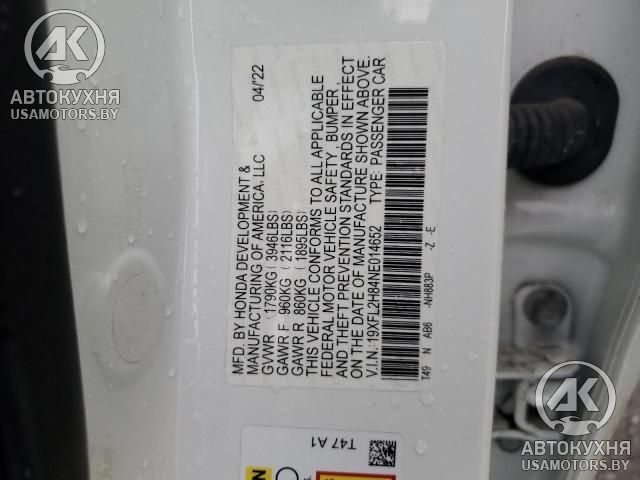 АВТОКУХНЯ
USAMOTORS.BY
MFD. BY HONDA DEVELOPMENT & 04/'22
MANUFACTURING OF AMERICA, LLC
GVWR 1790KG(3946LBS)
GAWR F 960KG(2116LBS)
GAWR R 860KG(1895LBS)
THIS VEHICLE CONFORMS TO ALL APPLICABLE
FEDERAL MOTOR VEHICLE SAFETY, BUMPER,
AND THEFT PREVENTION STANDARDS IN EFFECT
ON THE DATE OF MANUFACTURE SHOWN ABOVE.
V.I.N.:19XFL2H84NE014652 TYPE: PASSENGER CAR
T49 N AB6 -NH883P -Z -E
T47A1
АВТОКУХНЯ
USAMOTORS.BY